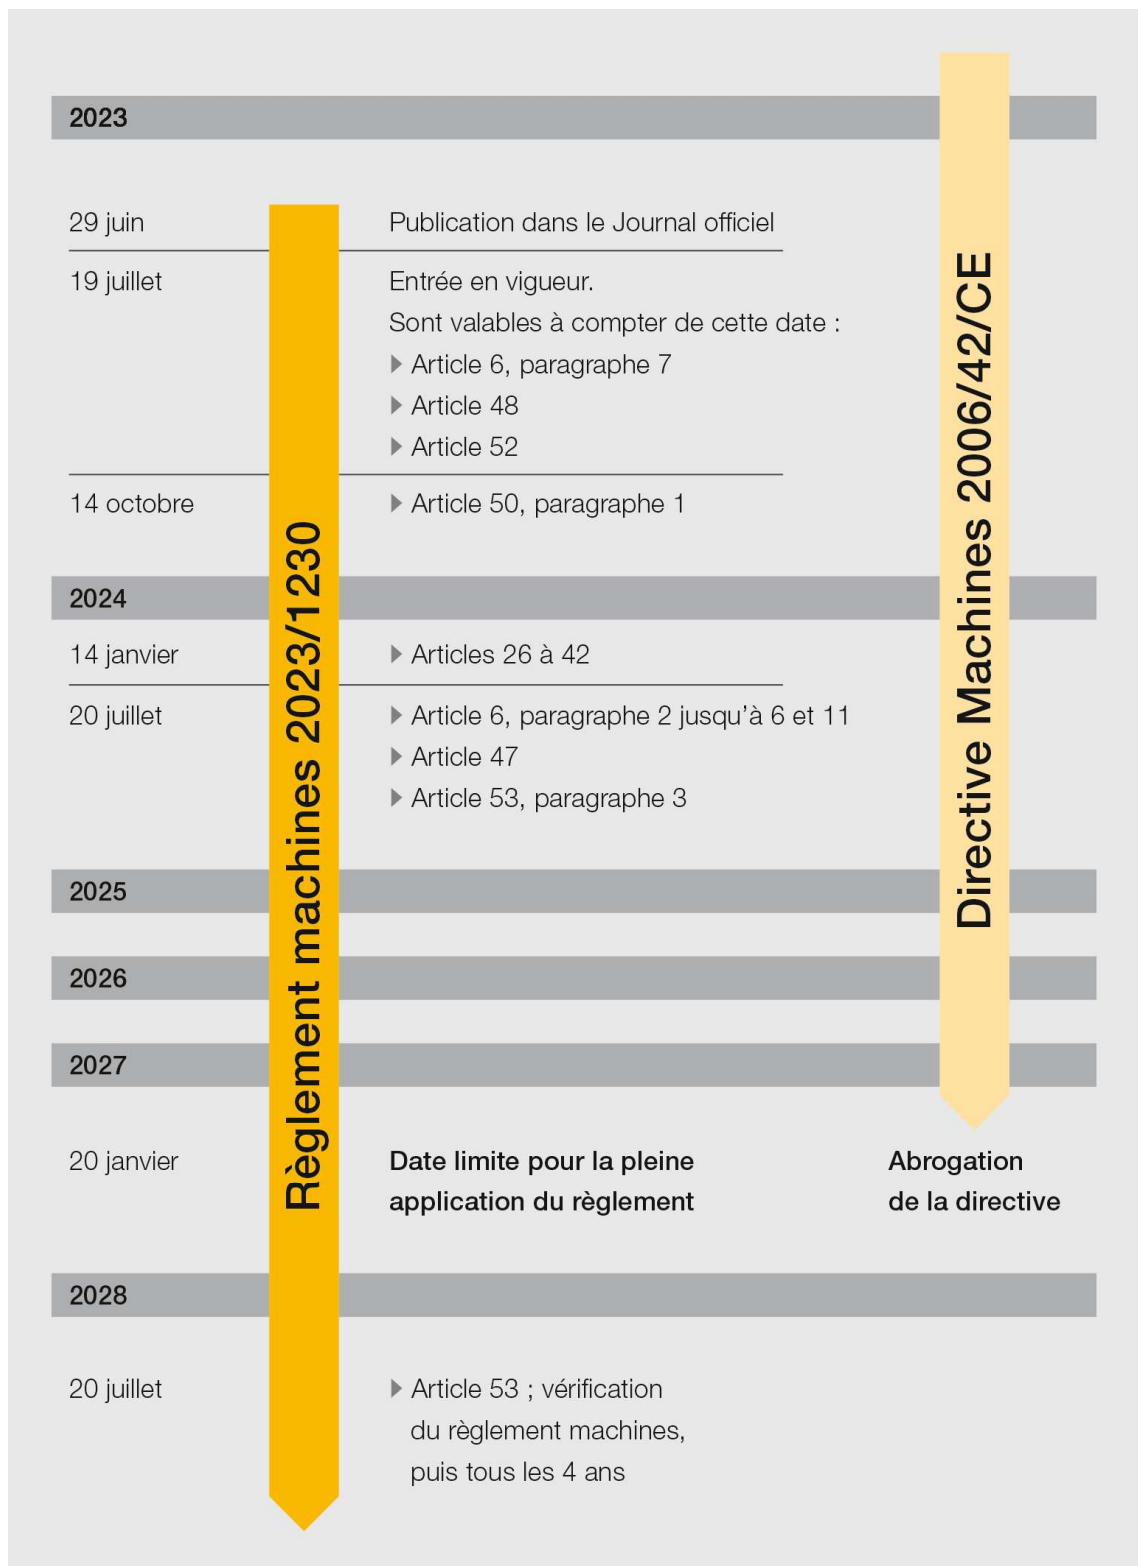 2023
29 juin
Publication dans le Journal officiel
19 juillet
Entrée en vigueur.
Sont valables à compter de cette date :
Article 6, paragraphe 7
Article 48
Article 52
14 octobre
Article 50, paragraphe 1
2024
14 janvier
Articles 26 à 42
20 juillet
Article 6, paragraphe 2 jusqu’à 6 et 11
Article 47
Article 53, paragraphe 3
2025
2026
2027
20 janvier
Date limite pour la pleine
application du règlement
Abrogation
de la directive
2028
20 juillet
Article 53 ; vérification
du règlement machines,
puis tous les 4 ans
Règlement machines 2023/1230
Directive Machines 2006/42/CE